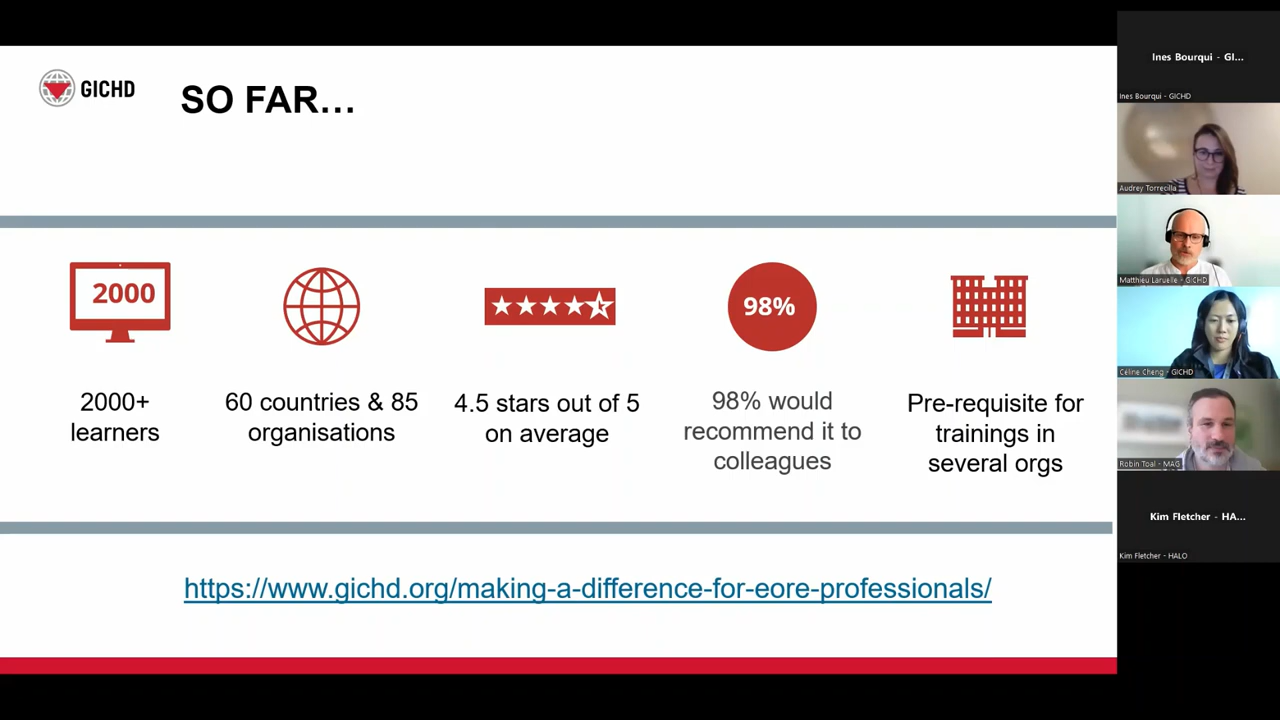 GICHD
SO FAR...
2000
98%
2000+
learners
60 countries & 85
organisations
4.5 stars out of 5
on average
98% would
recommend it to
colleagues
Pre-requisite for
trainings in
several orgs
https://www.gichd.org/making-a-difference-for-eore-professionals/
Ines Bourqui - GI...
Ines Bourqui - GICHD
Audrey Torrecilla
Matthieu Laruelle - GICHD
Céline Cheng - GICHD
Robin Toal - MAG
Kim Fletcher - HA...
Kim Fletcher - HALO